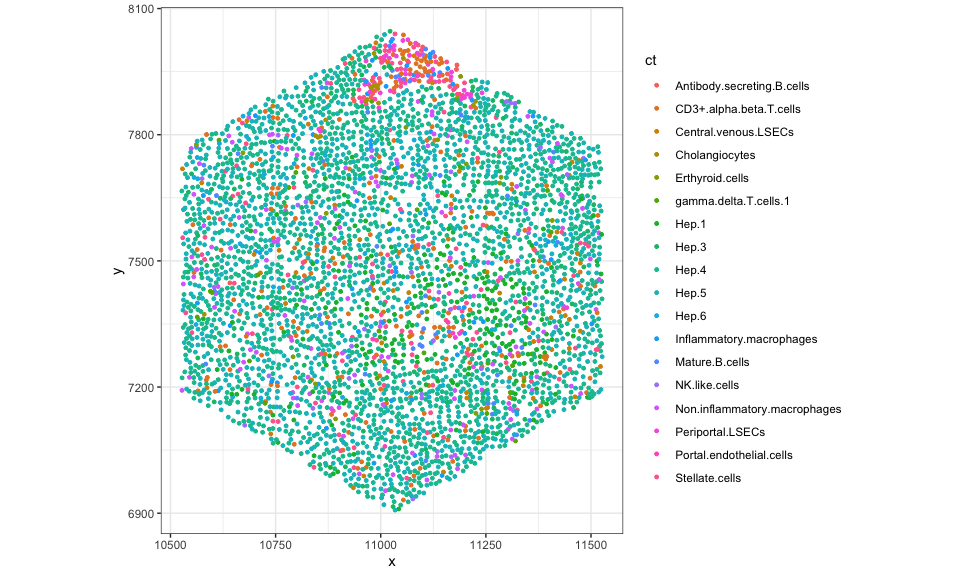 8100
7800
7500
7200
6900
y
10500
10750
11000
11250
11500
x
ct
Antibody.secreting.B.cells
CD3+.alpha.beta.T.cells
Central.venous.LSECs
Cholangiocytes
Erthyroid.cells
gamma.delta.T.cells.1
Hep.1
Hep.3
Hep.4
Hep.5
Hep.6
Inflammatory.macrophages
Mature.B.cells
NK.like.cells
Non.inflammatory.macrophages
Periportal.LSECs
Portal.endothelial.cells
Stellate.cells